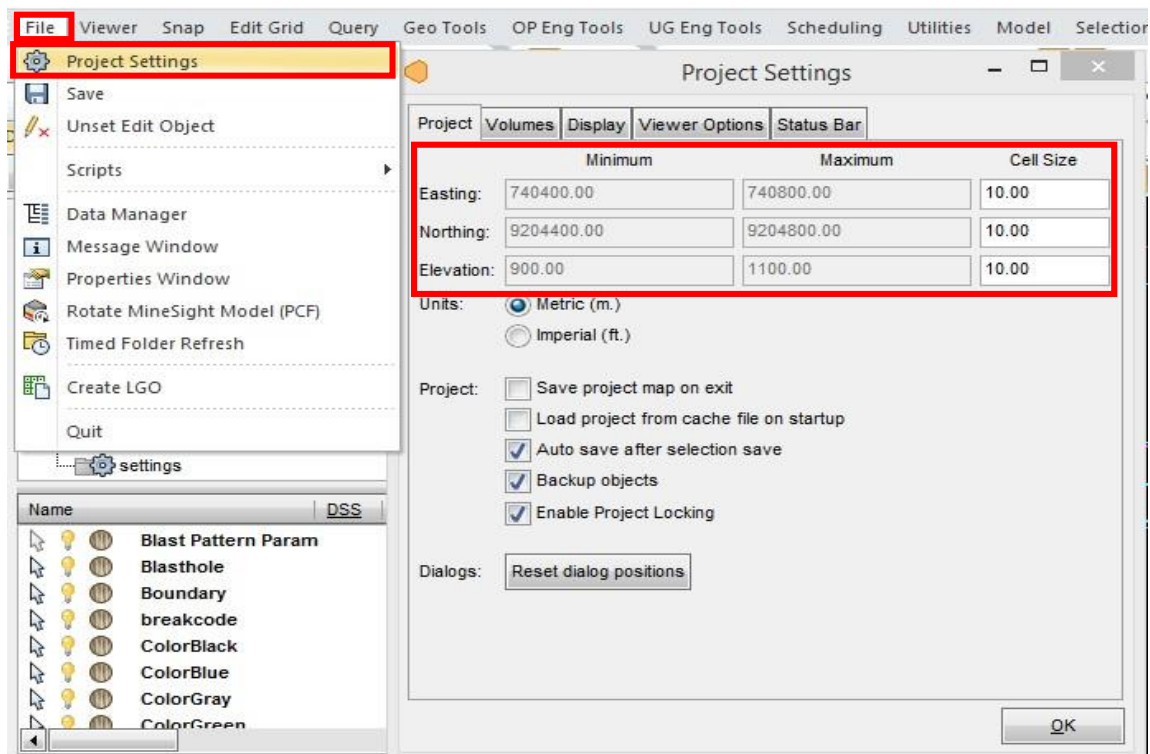 File Viewer Snap Edit Grid Query Geo Tools OP Eng Tools UG Eng Tools Scheduling Utilities Model Selection
Project Settings
Save
Unset Edit Object
Scripts
Data Manager
Message Window
Properties Window
Rotate MineSight Model (PCF)
Timed Folder Refresh
Create LGO
Quit
settings
Name DSS
Blast Pattern Param
Blasthole
Boundary
breakcode
ColorBlack
ColorBlue
ColorGray
ColorGreen
Project Settings
Project Volumes Display Viewer Options Status Bar
Minimum Maximum Cell Size
Easting: 740400.00 740800.00 10.00
Northing: 9204400.00 9204800.00 10.00
Elevation: 900.00 1100.00 10.00
Units: Metric (m.)
Imperial (ft.)
Project: Save project map on exit
Load project from cache file on startup
Auto save after selection save
Backup objects
Enable Project Locking
Dialogs: Reset dialog positions
OK